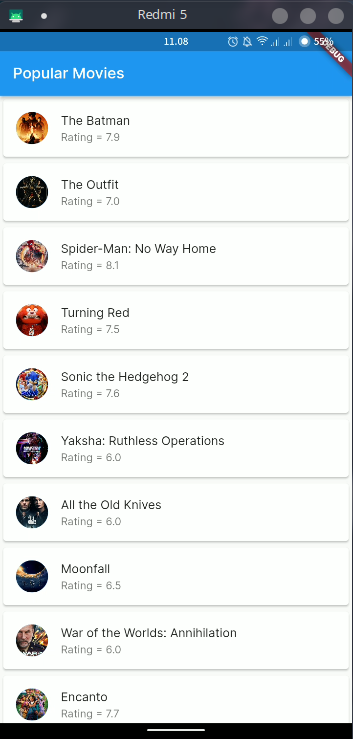 Redmi 5
11.08
55%
DEBUG
Popular Movies
The Batman
Rating = 7.9
The Outfit
Rating = 7.0
Spider-Man: No Way Home
Rating = 8.1
Turning Red
Rating = 7.5
Sonic the Hedgehog 2
Rating = 7.6
Yaksha: Ruthless Operations
Rating = 6.0
All the Old Knives
Rating = 6.0
Moonfall
Rating = 6.5
War of the Worlds: Annihilation
Rating = 6.0
Encanto
Rating = 7.7